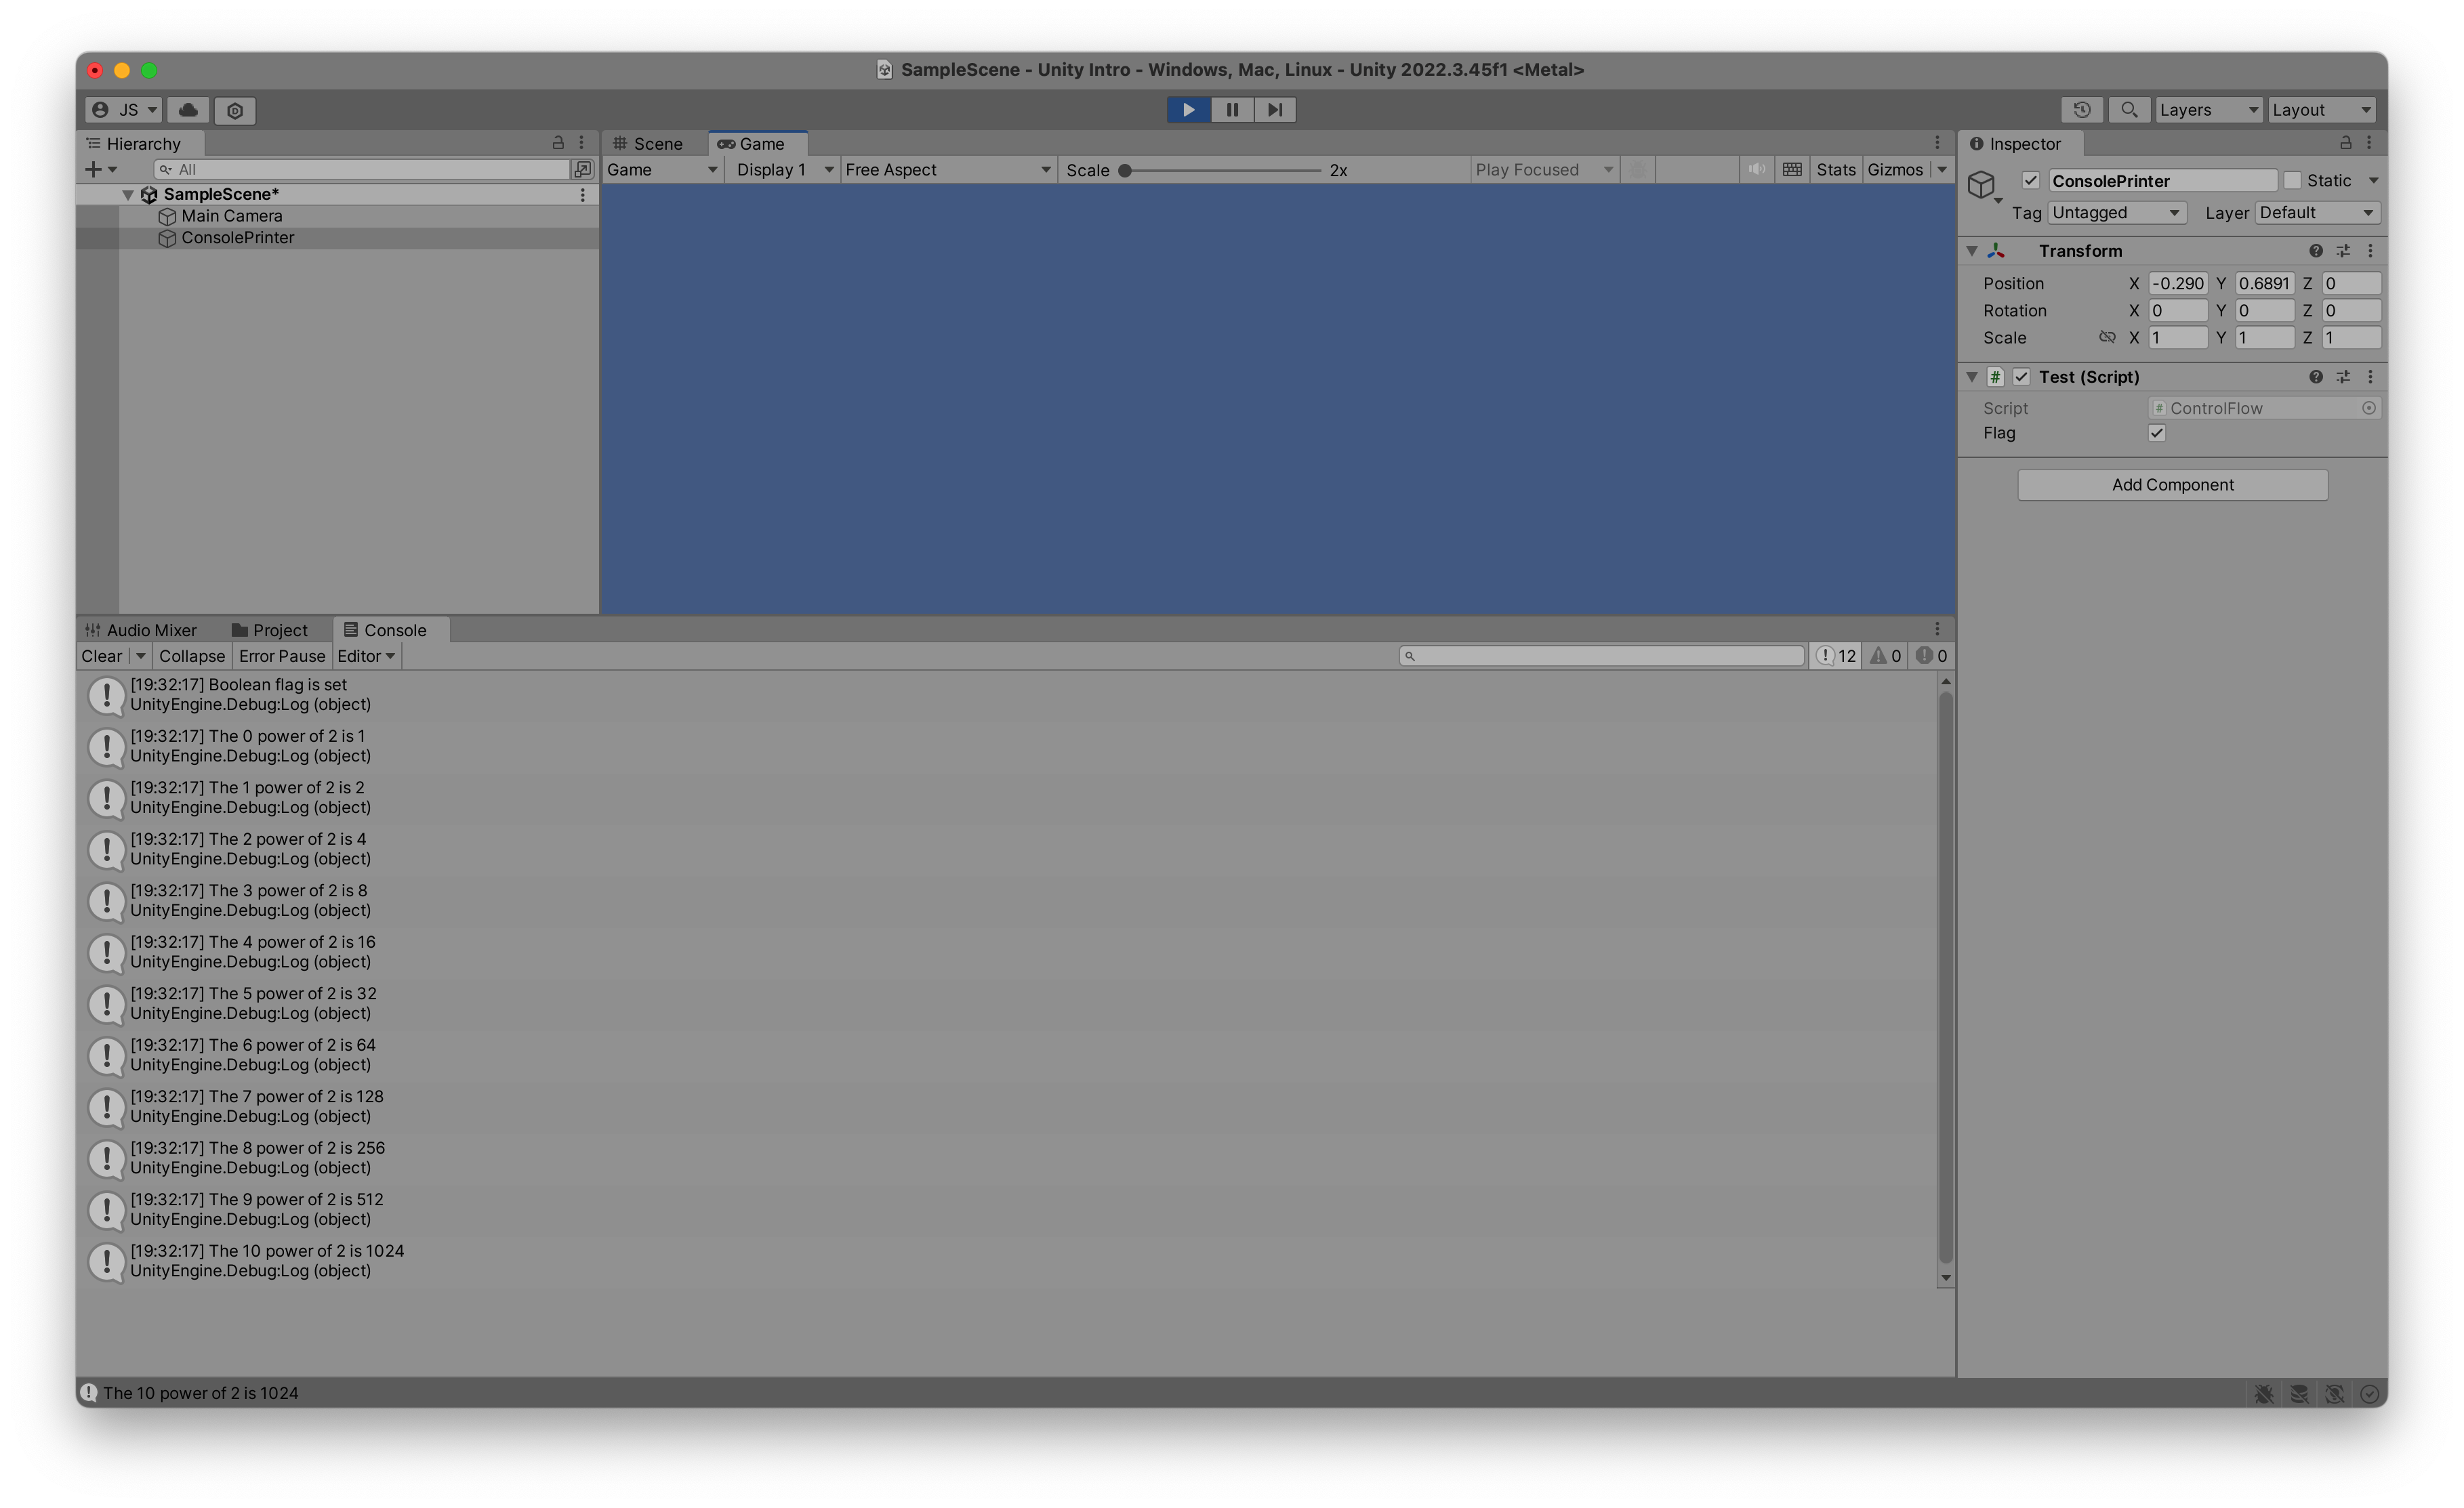 SampleScene - Unity Intro - Windows, Mac, Linux - Unity 2022.3.45f1 <Metal>
JS
Layers
Layout
Hierarchy
All
SampleScene*
Main Camera
ConsolePrinter
Scene
Game
Game
Display 1
Free Aspect
Scale
2x
Play Focused
Stats
Gizmos
Inspector
ConsolePrinter
Static
Tag
Untagged
Layer
Default
Transform
Position X -0.290 Y 0.6891 Z 0
Rotation X 0 Y 0 Z 0
Scale X 1 Y 1 Z 1
# Test (Script)
Script # ControlFlow
Flag
Add Component
Audio Mixer
Project
Console
Clear
Collapse
Error Pause
Editor
12
0
0
[19:32:17] Boolean flag is set
UnityEngine.Debug:Log (object)
[19:32:17] The 0 power of 2 is 1
UnityEngine.Debug:Log (object)
[19:32:17] The 1 power of 2 is 2
UnityEngine.Debug:Log (object)
[19:32:17] The 2 power of 2 is 4
UnityEngine.Debug:Log (object)
[19:32:17] The 3 power of 2 is 8
UnityEngine.Debug:Log (object)
[19:32:17] The 4 power of 2 is 16
UnityEngine.Debug:Log (object)
[19:32:17] The 5 power of 2 is 32
UnityEngine.Debug:Log (object)
[19:32:17] The 6 power of 2 is 64
UnityEngine.Debug:Log (object)
[19:32:17] The 7 power of 2 is 128
UnityEngine.Debug:Log (object)
[19:32:17] The 8 power of 2 is 256
UnityEngine.Debug:Log (object)
[19:32:17] The 9 power of 2 is 512
UnityEngine.Debug:Log (object)
[19:32:17] The 10 power of 2 is 1024
UnityEngine.Debug:Log (object)
The 10 power of 2 is 1024